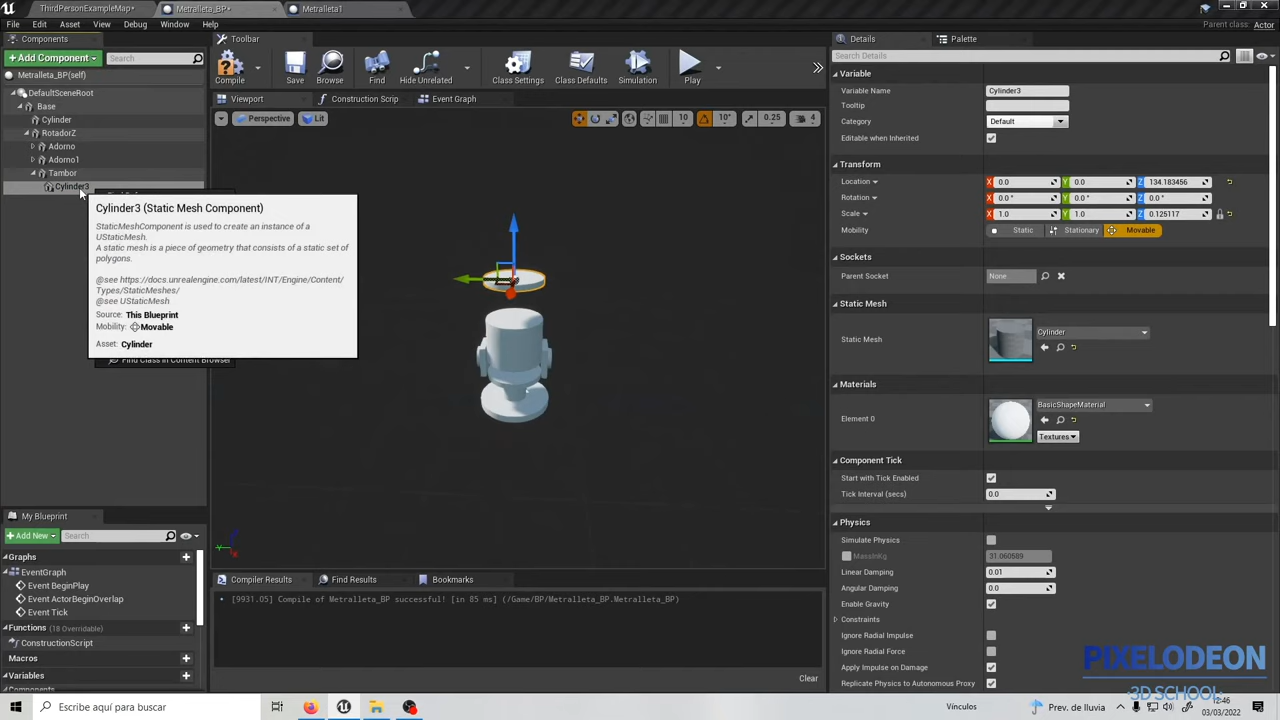 ThirdPersonExampleMap*
Metralleta_BP*
Metralleta1
File Edit Asset View Debug Window Help
Parent class: Actor
Components
Add Component
Search
Metralleta_BP(self)
DefaultSceneRoot
Base
Cylinder
RotadorZ
Adorno
Adorno1
Tambor
Cylinder3
Cylinder3 (Static Mesh Component)
StaticMeshComponent is used to create an instance of a
UStaticMesh.
A static mesh is a piece of geometry that consists of a static set of
polygons.
@see https://docs.unrealengine.com/latest/INT/Engine/Content/
Types/StaticMeshes/
@see UStaticMesh
Source: This Blueprint
Mobility: Movable
Asset: Cylinder
Find Class in Content Browser
Toolbar
Compile Save Browse Find Hide Unrelated Class Settings Class Defaults Simulation Play
Viewport Construction Scrip Event Graph
Perspective Lit 10 10° 0.25 4
Compiler Results Find Results Bookmarks
[9931.05] Compile of Metralleta_BP successful! [in 85 ms] (/Game/BP/Metralleta_BP.Metralleta_BP)
Clear
My Blueprint
Add New Search
Graphs
EventGraph
Event BeginPlay
Event ActorBeginOverlap
Event Tick
Functions (18 Overridable)
ConstructionScript
Macros
Variables
Components
Details Palette
Search Details
Variable
Variable Name Cylinder3
Tooltip
Category Default
Editable when Inherited
Transform
Location X 0.0 Y 0.0 Z 134.183456
Rotation X 0.0 ° Y 0.0 ° Z 0.0 °
Scale X 1.0 Y 1.0 Z 0.125117
Mobility Static Stationary Movable
Sockets
Parent Socket None
Static Mesh
Static Mesh Cylinder
Materials
Element 0 BasicShapeMaterial
Textures
Component Tick
Start with Tick Enabled
Tick Interval (secs) 0.0
Physics
Simulate Physics
MassInKg 31.060589
Linear Damping 0.01
Angular Damping 0.0
Enable Gravity
Constraints
Ignore Radial Impulse
Ignore Radial Force
Apply Impulse on Damage
Replicate Physics to Autonomous Proxy
PIXELODEON
3D SCHOOL
Escribe aquí para buscar
Vínculos
Prev. de lluvia
12:46
03/03/2022